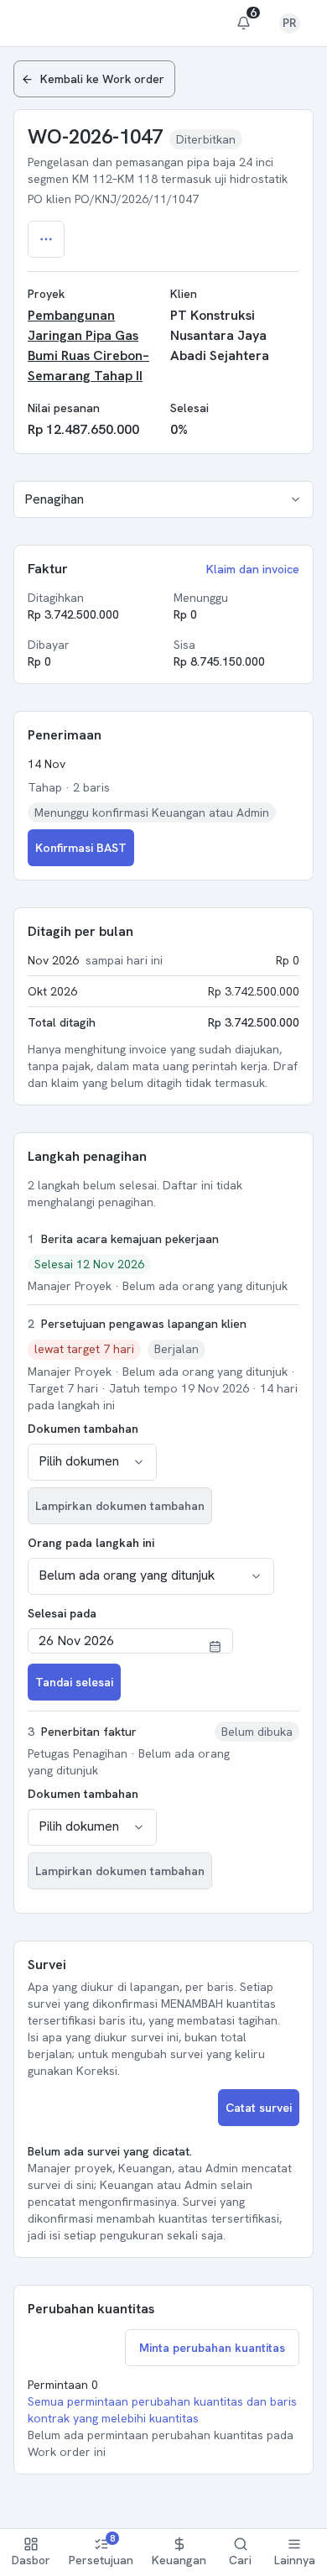 6
PR
Kembali ke Work order
WO-2026-1047 Diterbitkan
Pengelasan dan pemasangan pipa baja 24 inci
segmen KM 112–KM 118 termasuk uji hidrostatik
PO klien PO/KNJ/2026/11/1047
Proyek
Pembangunan
Jaringan Pipa Gas
Bumi Ruas Cirebon–
Semarang Tahap II
Klien
PT Konstruksi
Nusantara Jaya
Abadi Sejahtera
Nilai pesanan
Rp 12.487.650.000
Selesai
0%
Penagihan
Faktur
Klaim dan invoice
Ditagihkan
Rp 3.742.500.000
Menunggu
Rp 0
Dibayar
Rp 0
Sisa
Rp 8.745.150.000
Penerimaan
14 Nov
Tahap · 2 baris
Menunggu konfirmasi Keuangan atau Admin
Konfirmasi BAST
Ditagih per bulan
Nov 2026 sampai hari ini Rp 0
Okt 2026 Rp 3.742.500.000
Total ditagih Rp 3.742.500.000
Hanya menghitung invoice yang sudah diajukan,
tanpa pajak, dalam mata uang perintah kerja. Draf
dan klaim yang belum ditagih tidak termasuk.
Langkah penagihan
2 langkah belum selesai. Daftar ini tidak
menghalangi penagihan.
1 Berita acara kemajuan pekerjaan
Selesai 12 Nov 2026
Manajer Proyek · Belum ada orang yang ditunjuk
2 Persetujuan pengawas lapangan klien
lewat target 7 hari Berjalan
Manajer Proyek · Belum ada orang yang ditunjuk ·
Target 7 hari · Jatuh tempo 19 Nov 2026 · 14 hari
pada langkah ini
Dokumen tambahan
Pilih dokumen
Lampirkan dokumen tambahan
Orang pada langkah ini
Belum ada orang yang ditunjuk
Selesai pada
26 Nov 2026
Tandai selesai
3 Penerbitan faktur Belum dibuka
Petugas Penagihan · Belum ada orang
yang ditunjuk
Dokumen tambahan
Pilih dokumen
Lampirkan dokumen tambahan
Survei
Apa yang diukur di lapangan, per baris. Setiap
survei yang dikonfirmasi MENAMBAH kuantitas
tersertifikasi baris itu, yang membatasi tagihan.
Isi apa yang diukur survei ini, bukan total
berjalan; untuk mengubah survei yang keliru
gunakan Koreksi.
Catat survei
Belum ada survei yang dicatat.
Manajer proyek, Keuangan, atau Admin mencatat
survei di sini; Keuangan atau Admin selain
pencatat mengonfirmasinya. Survei yang
dikonfirmasi menambah kuantitas tersertifikasi,
jadi isi setiap pengukuran sekali saja.
Perubahan kuantitas
Minta perubahan kuantitas
Permintaan 0
Semua permintaan perubahan kuantitas dan baris
kontrak yang melebihi kuantitas
Belum ada permintaan perubahan kuantitas pada
Work order ini
8
Dasbor Persetujuan Keuangan Cari Lainnya